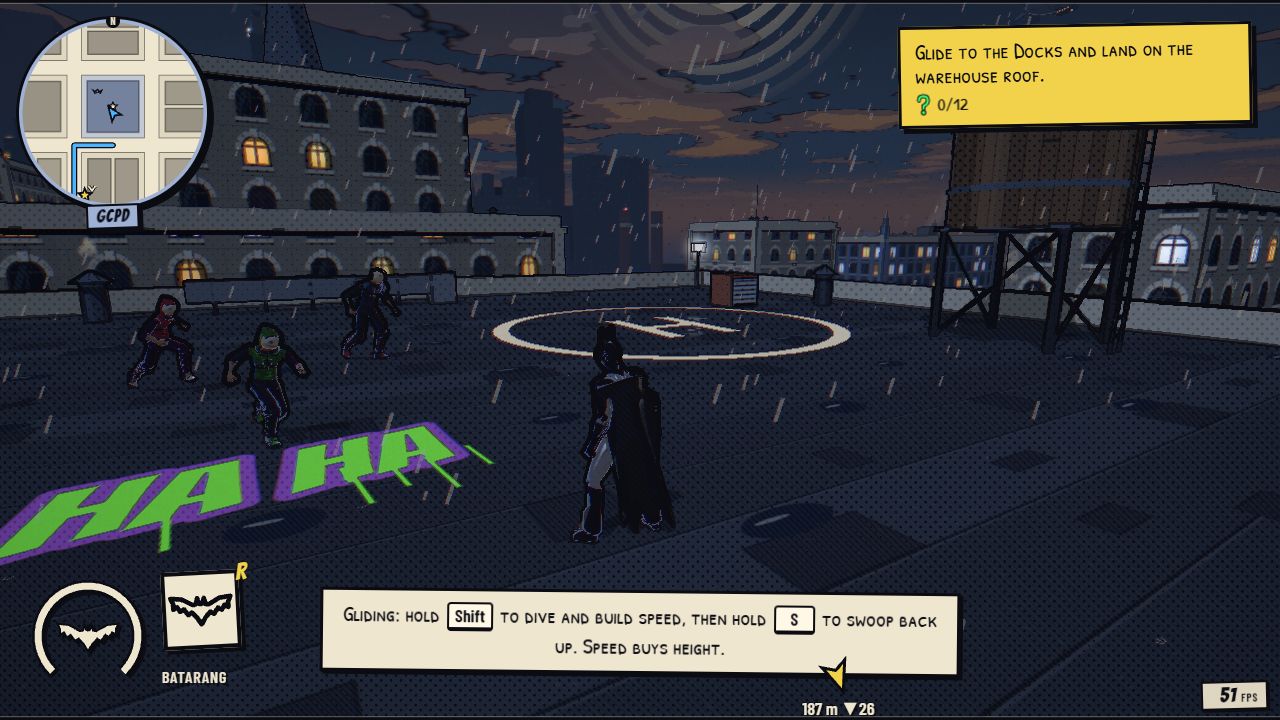 N
GCPD
GLIDE TO THE DOCKS AND LAND ON THE
WAREHOUSE ROOF.
? 0/12
H
HA HA
R
BATARANG
GLIDING: HOLD Shift TO DIVE AND BUILD SPEED, THEN HOLD S TO SWOOP BACK
UP. SPEED BUYS HEIGHT.
187 m ▼26
51 FPS